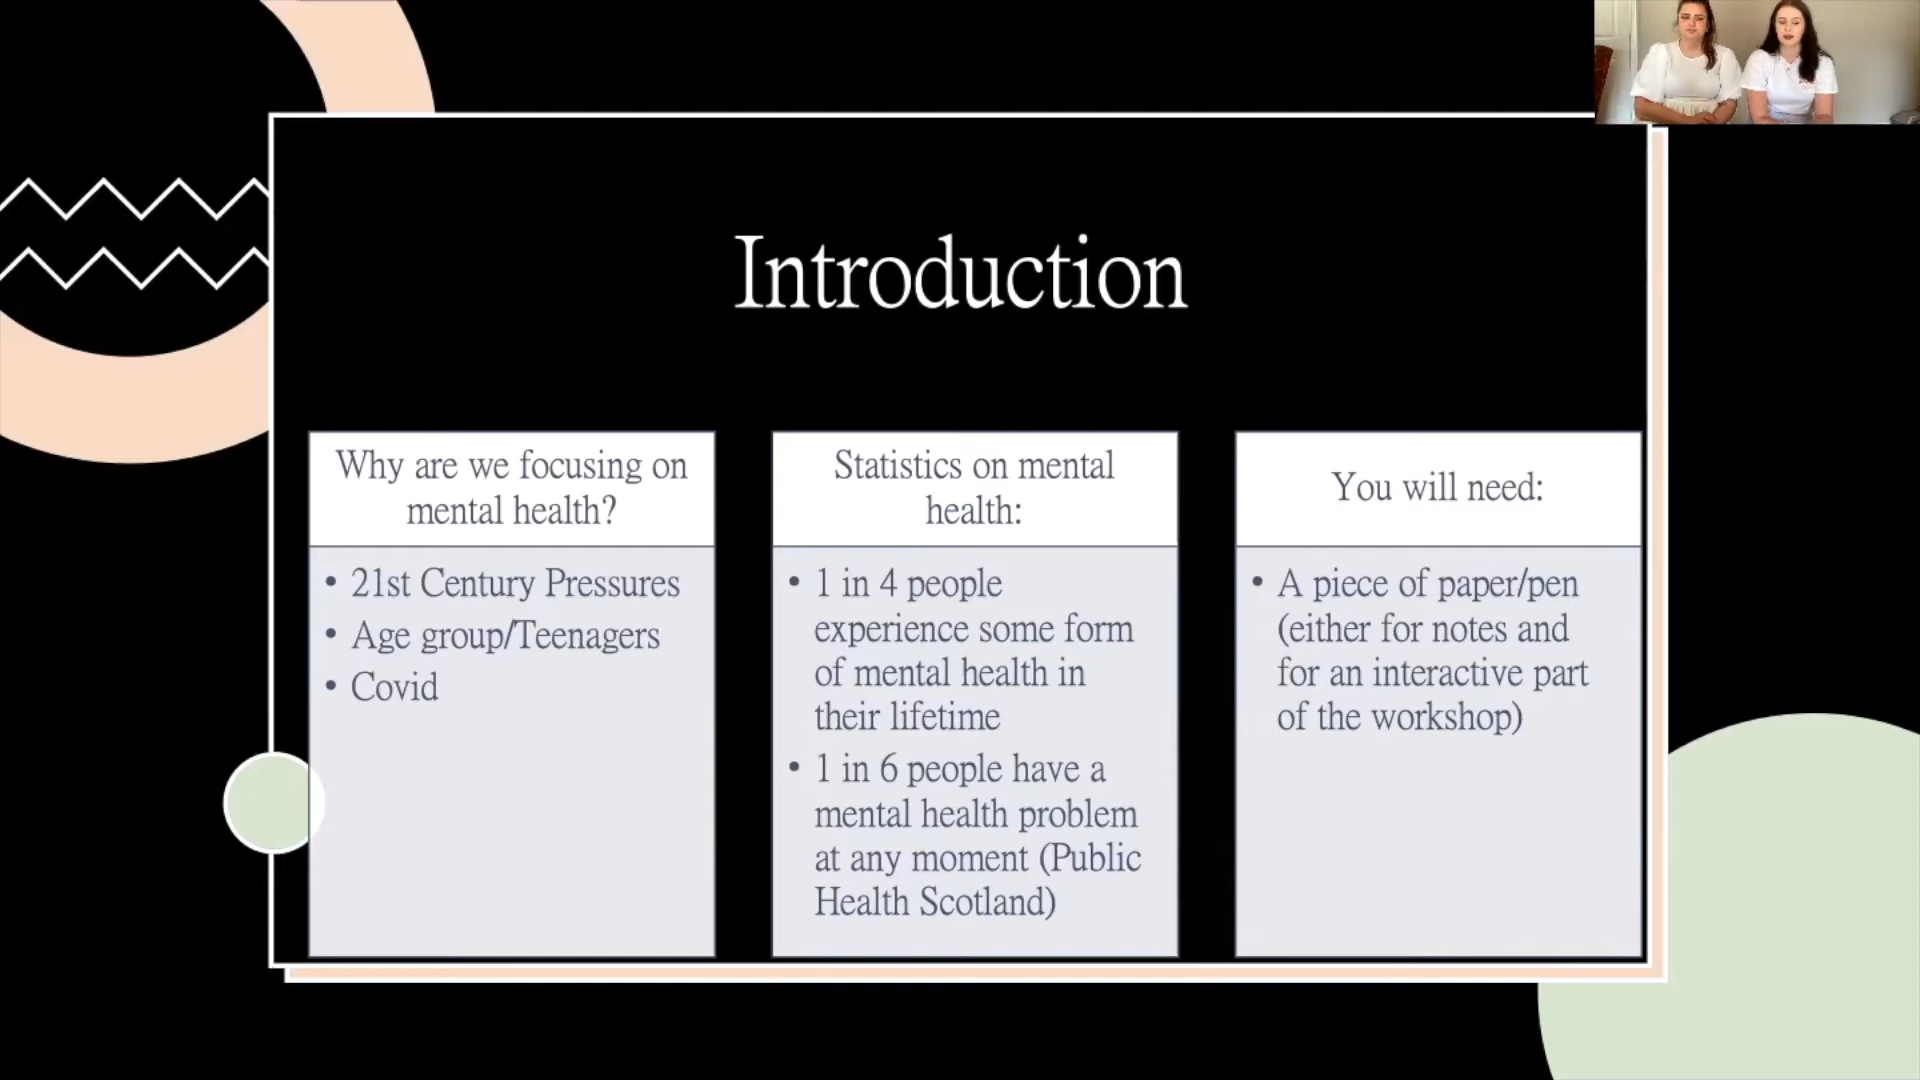 Introduction
Why are we focusing on
mental health?
• 21st Century Pressures
• Age group/Teenagers
• Covid
Statistics on mental
health:
• 1 in 4 people
experience some form
of mental health in
their lifetime
• 1 in 6 people have a
mental health problem
at any moment (Public
Health Scotland)
You will need:
• A piece of paper/pen
(either for notes and
for an interactive part
of the workshop)